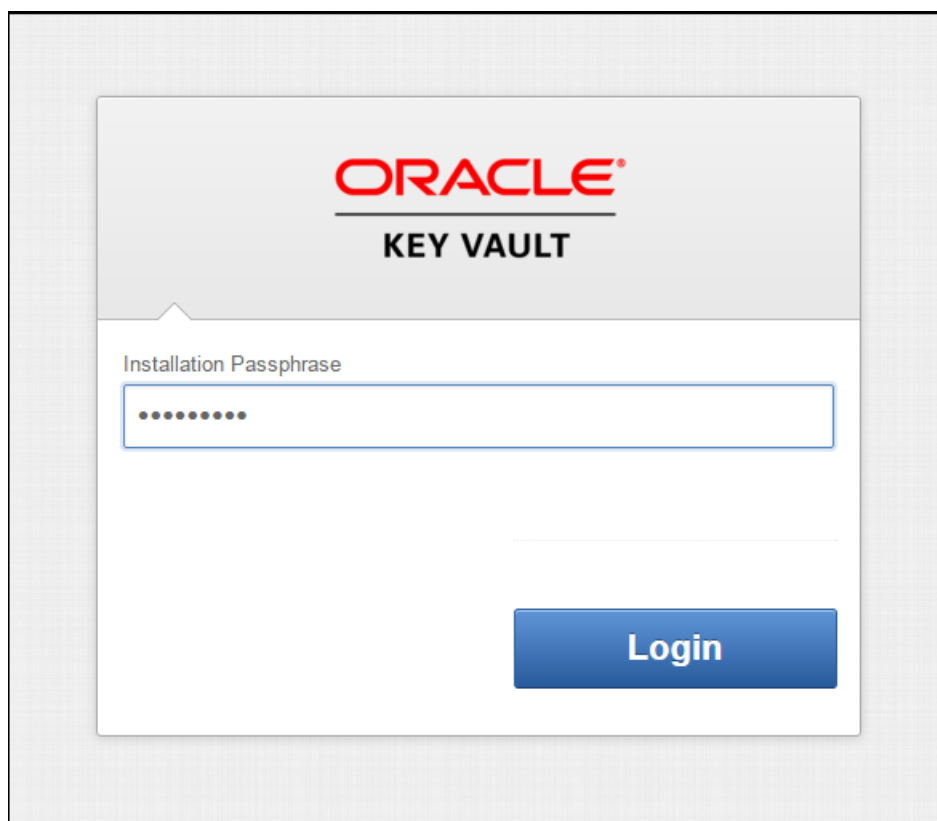 ORACLE®
KEY VAULT
Installation Passphrase
•••••••••
Login